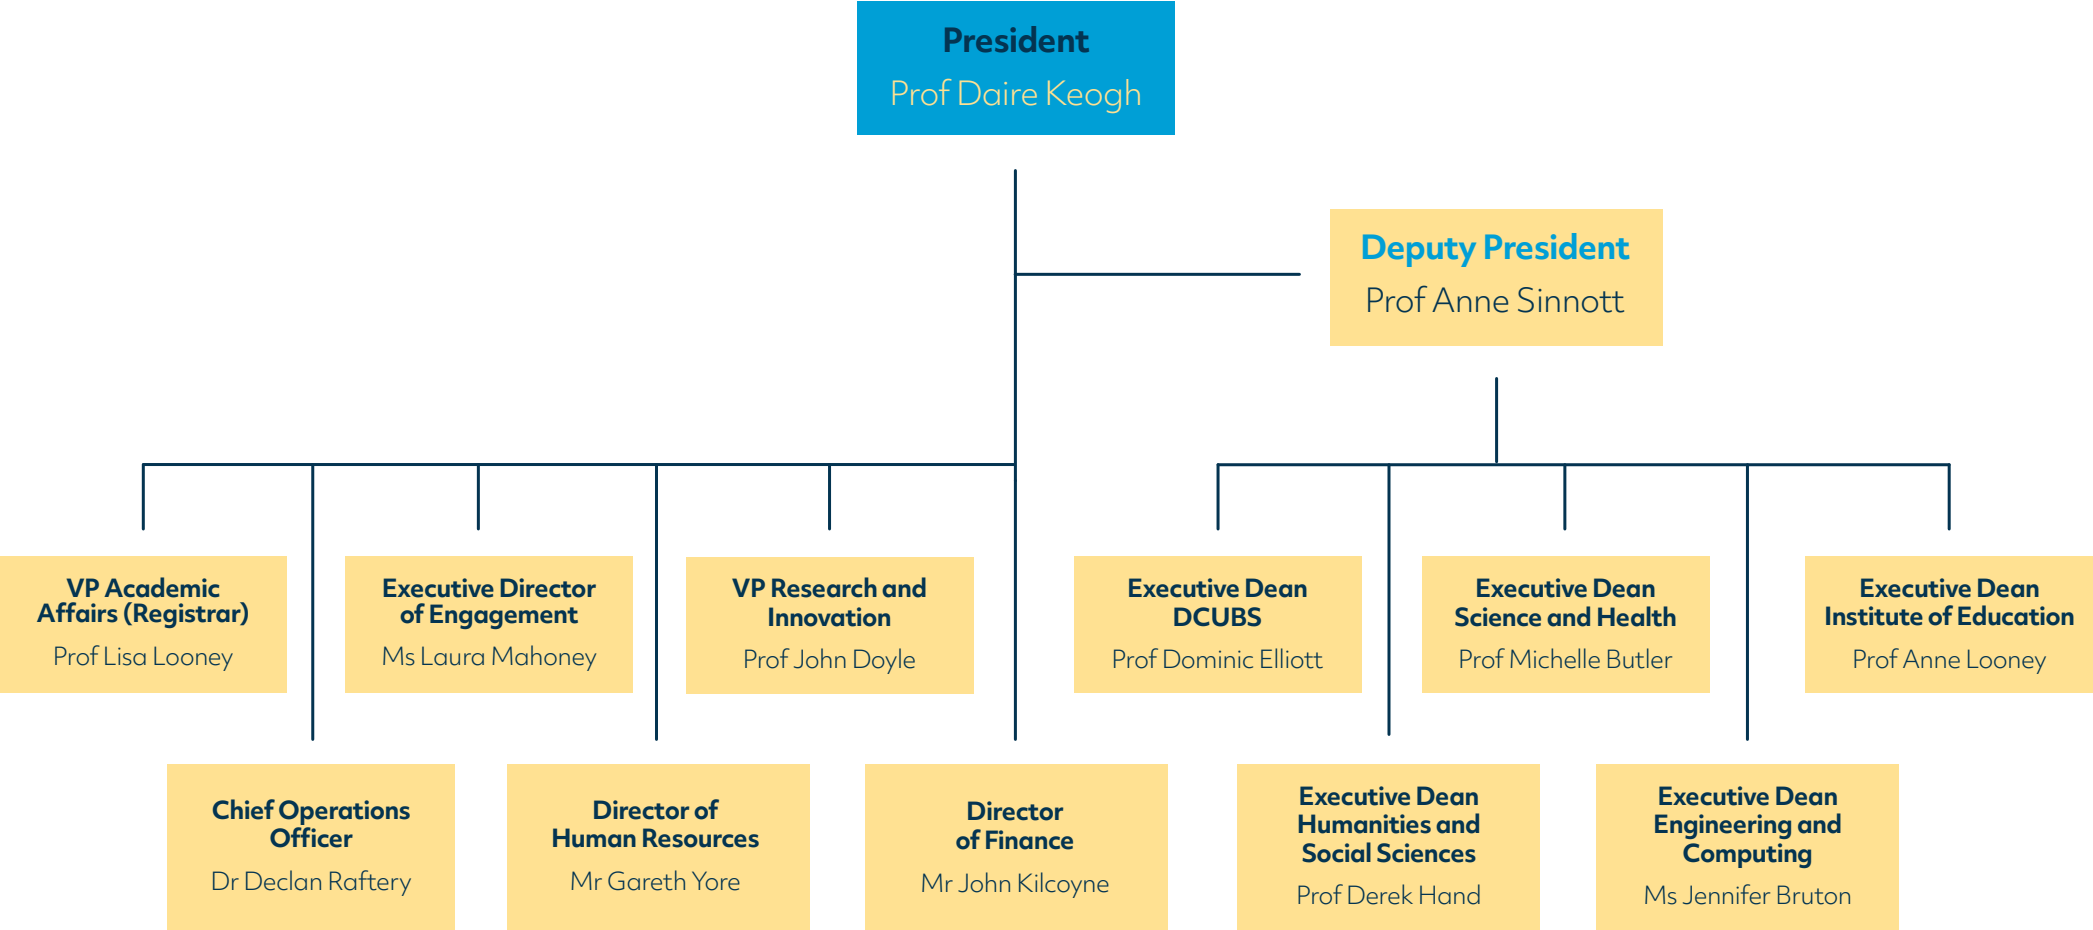 President
Prof Daire Keogh
Deputy President
Prof Anne Sinnott
VP Academic
Affairs (Registrar)
Prof Lisa Looney
Executive Director
of Engagement
Ms Laura Mahoney
VP Research and
Innovation
Prof John Doyle
Executive Dean
DCUBS
Prof Dominic Elliott
Executive Dean
Science and Health
Prof Michelle Butler
Executive Dean
Institute of Education
Prof Anne Looney
Chief Operations
Officer
Dr Declan Raftery
Director of
Human Resources
Mr Gareth Yore
Director
of Finance
Mr John Kilcoyne
Executive Dean
Humanities and
Social Sciences
Prof Derek Hand
Executive Dean
Engineering and
Computing
Ms Jennifer Bruton